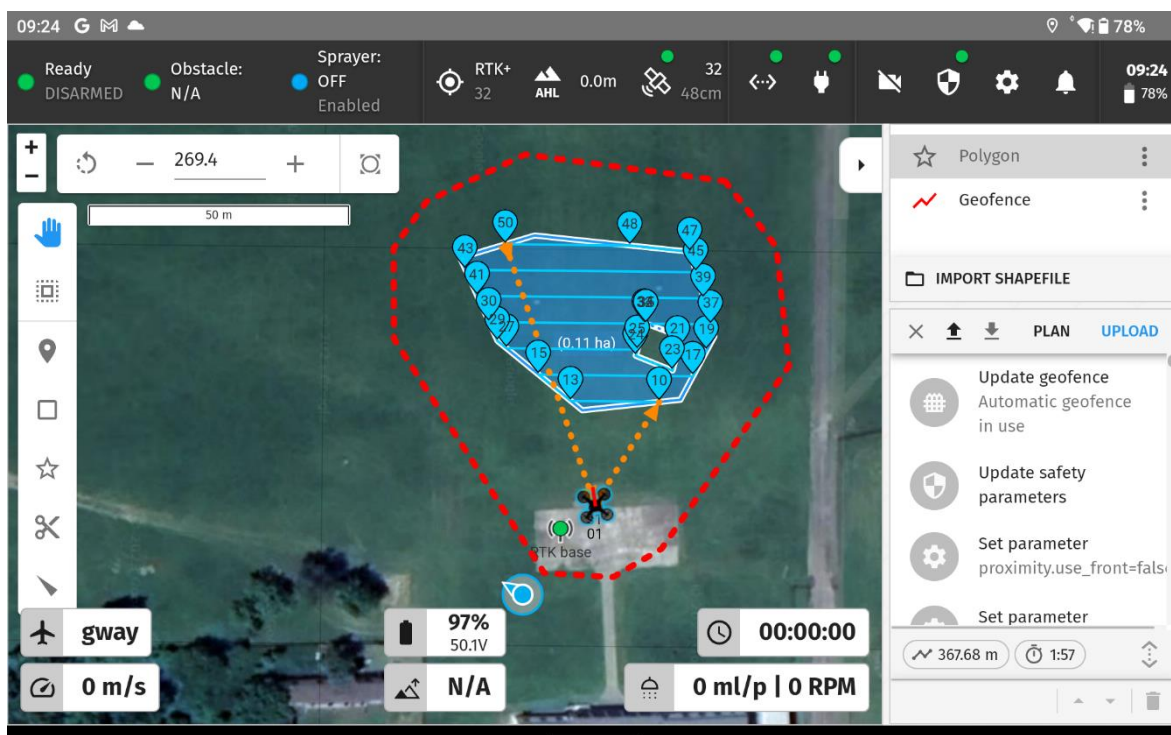 09:24 G 78%
Ready
DISARMED
Obstacle:
N/A
Sprayer:
OFF
Enabled
RTK+
32
AHL
0.0m
32
48cm
09:24
78%
+
−
− 269.4 +
50 m
Polygon
Geofence
IMPORT SHAPEFILE
PLAN UPLOAD
Update geofence
Automatic geofence
in use
Update safety
parameters
Set parameter
proximity.use_front=fals
Set parameter
367.68 m 1:57
50
48
47
43
45
41
39
30
37
29
27
25
24
21
19
(0.11 ha)
15
23
17
13
10
01
RTK base
gway
97%
50.1V
00:00:00
0 m/s
N/A
0 ml/p | 0 RPM